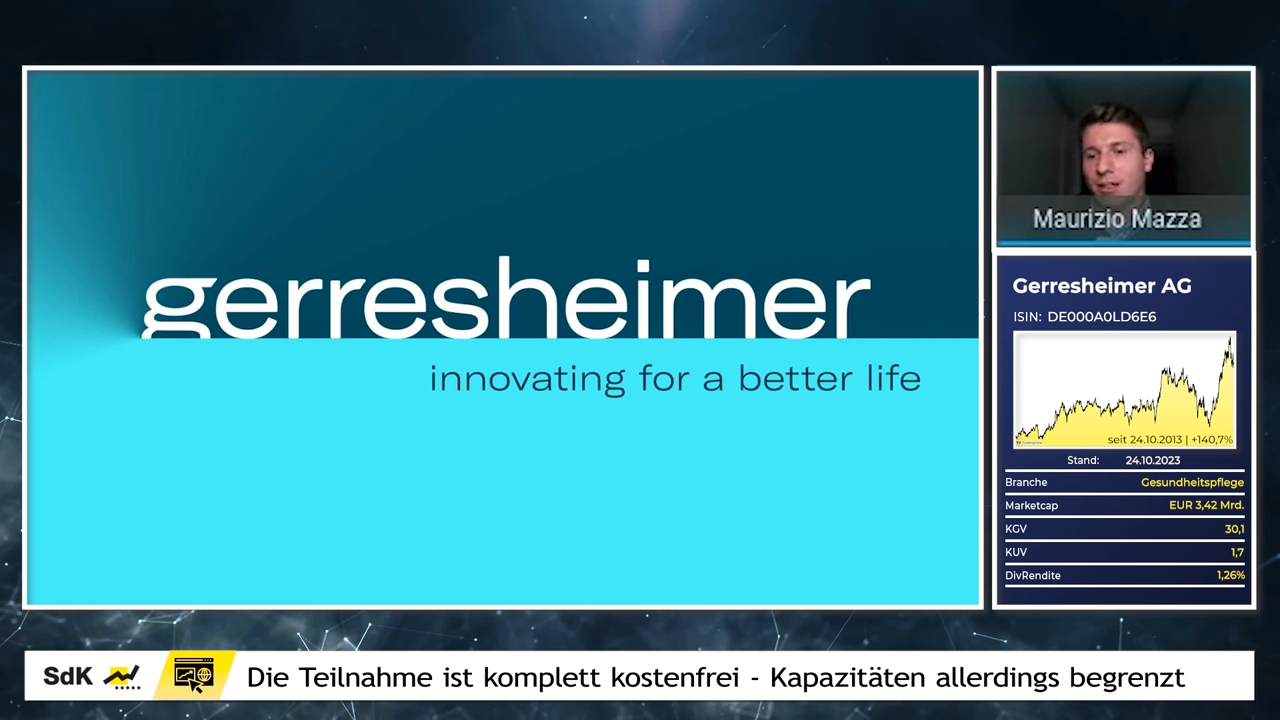 gerresheimer
innovating for a better life
Maurizio Mazza
Gerresheimer AG
ISIN: DE000A0LD6E6
seit 24.10.2013 | +140,7%
Stand: 24.10.2023
Branche Gesundheitspflege
Marketcap EUR 3,42 Mrd.
KGV 30,1
KUV 1,7
DivRendite 1,26%
SdK Die Teilnahme ist komplett kostenfrei - Kapazitäten allerdings begrenzt